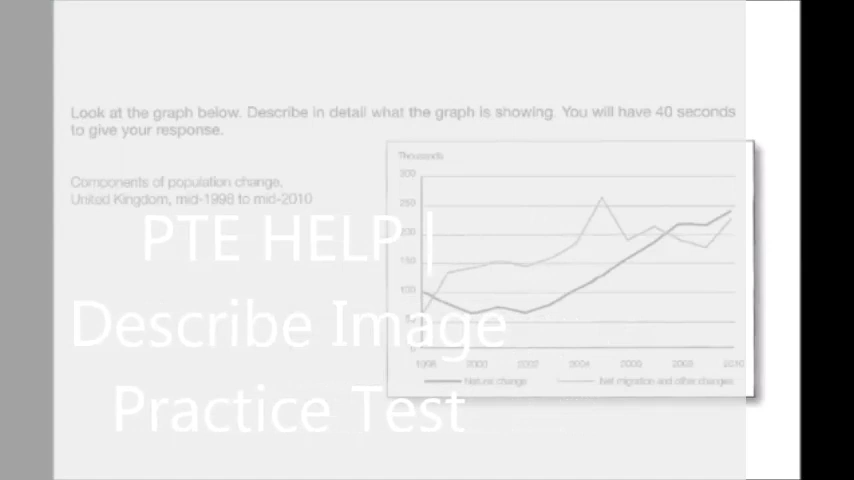 Look at the graph below. Describe in detail what the graph is showing. You will have 40 seconds
to give your response.
Components of population change,
United Kingdom, mid-1998 to mid-2010
PTE HELP |
Describe Image
Practice Test
Thousands
300
250
200
150
100
50
0
1998 2000 2002 2004 2006 2008 2010
Natural change Net migration and other changes